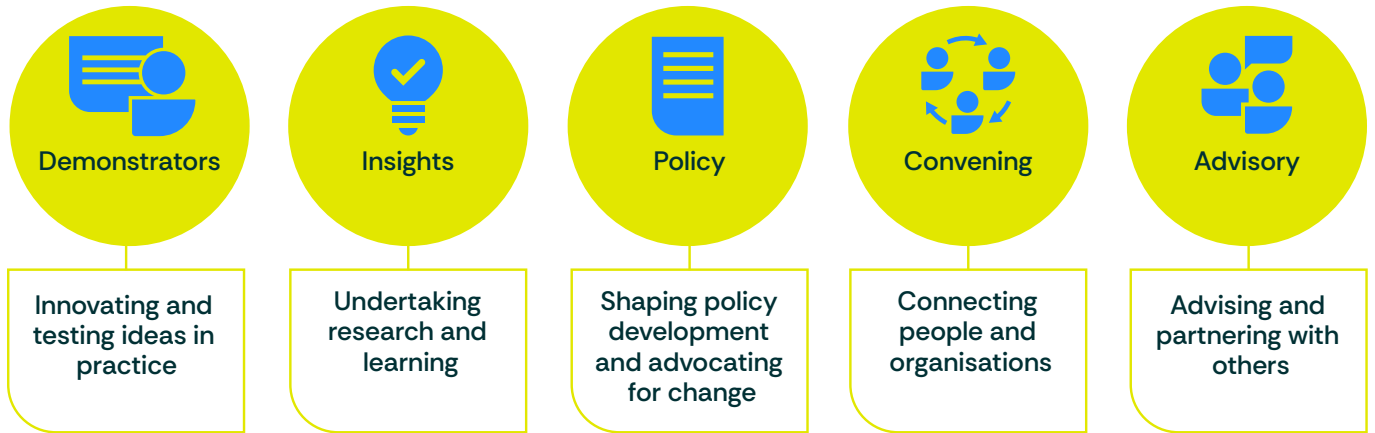 Demonstrators
Insights
Policy
Convening
Advisory
Innovating and
testing ideas in
practice
Undertaking
research and
learning
Shaping policy
development
and advocating
for change
Connecting
people and
organisations
Advising and
partnering with
others